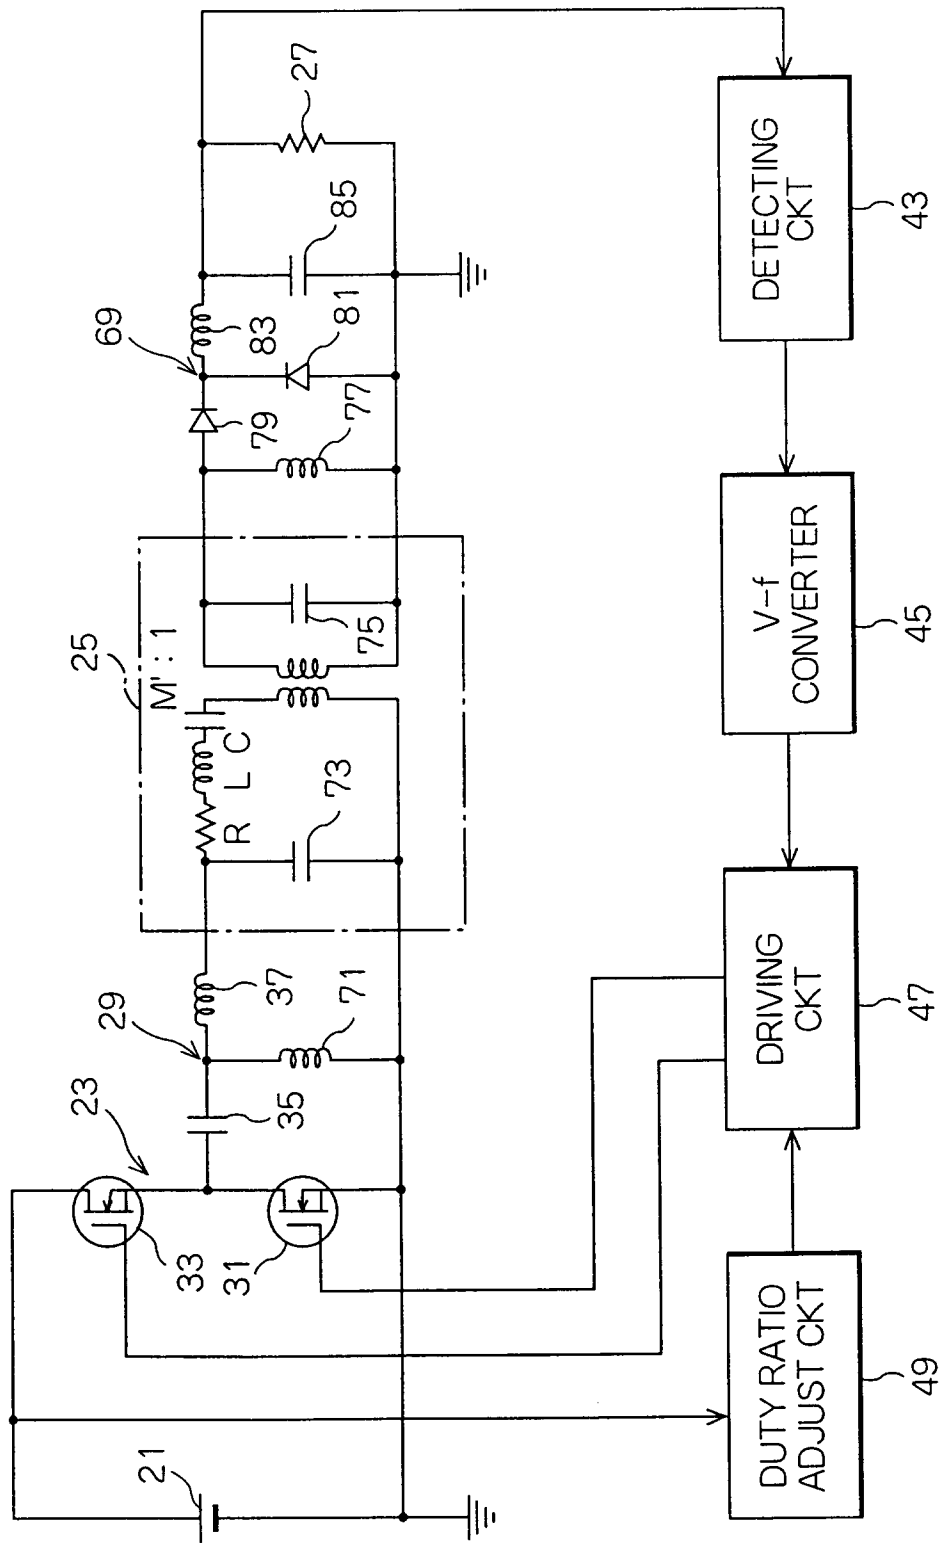 21
23
33
31
29
35
37
71
25
M' : 1
R L C
73
75
69
79
77
83
81
85
27
DUTY RATIO
ADJUST CKT
49
DRIVING
CKT
47
V-f
CONVERTER
45
DETECTING
CKT
43